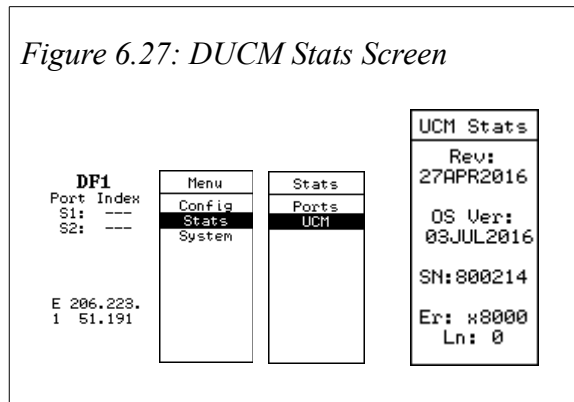 Figure 6.27: DUCM Stats Screen
DF1
Port Index
S1: ---
S2: ---
E 206.223.
1 51.191
Menu
Config
Stats
System
Stats
Ports
UCM
UCM Stats
Rev:
27APR2016
OS Ver:
03JUL2016
SN:800214
Er: x8000
Ln: 0